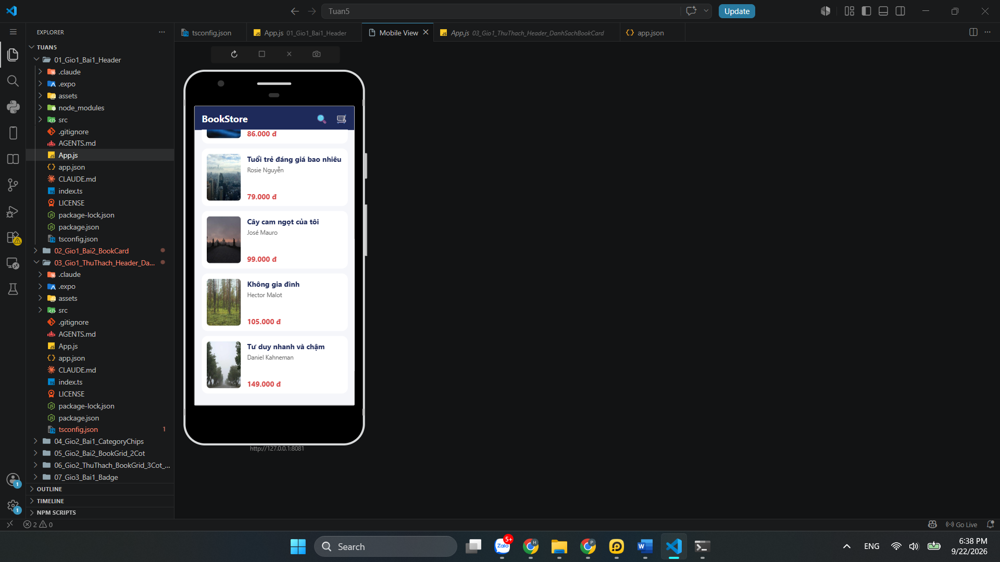 Tuan5
Update
EXPLORER
tsconfig.json
App.js 01_Gio1_Bai1_Header
Mobile View
App.js 03_Gio1_ThuThach_Header_DanhSachBookCard
app.json
TUAN5
01_Gio1_Bai1_Header
.claude
.expo
assets
node_modules
src
.gitignore
AGENTS.md
App.js
app.json
CLAUDE.md
index.ts
LICENSE
package-lock.json
package.json
tsconfig.json
02_Gio1_Bai2_BookCard
03_Gio1_ThuThach_Header_Da...
.claude
.expo
assets
src
.gitignore
AGENTS.md
App.js
app.json
CLAUDE.md
index.ts
LICENSE
package-lock.json
package.json
tsconfig.json 1
04_Gio2_Bai1_CategoryChips
05_Gio2_Bai2_BookGrid_2Cot
06_Gio2_ThuThach_BookGrid_3Cot_...
07_Gio3_Bai1_Badge
OUTLINE
TIMELINE
NPM SCRIPTS
1
1
BookStore
86.000 đ
Tuổi trẻ đáng giá bao nhiêu
Rosie Nguyễn
79.000 đ
Cây cam ngọt của tôi
José Mauro
99.000 đ
Không gia đình
Hector Malot
105.000 đ
Tư duy nhanh và chậm
Daniel Kahneman
149.000 đ
http://127.0.0.1:8081
2 0
Go Live
Search
Zalo
5+
H
P
W
ENG
6:38 PM
9/22/2026